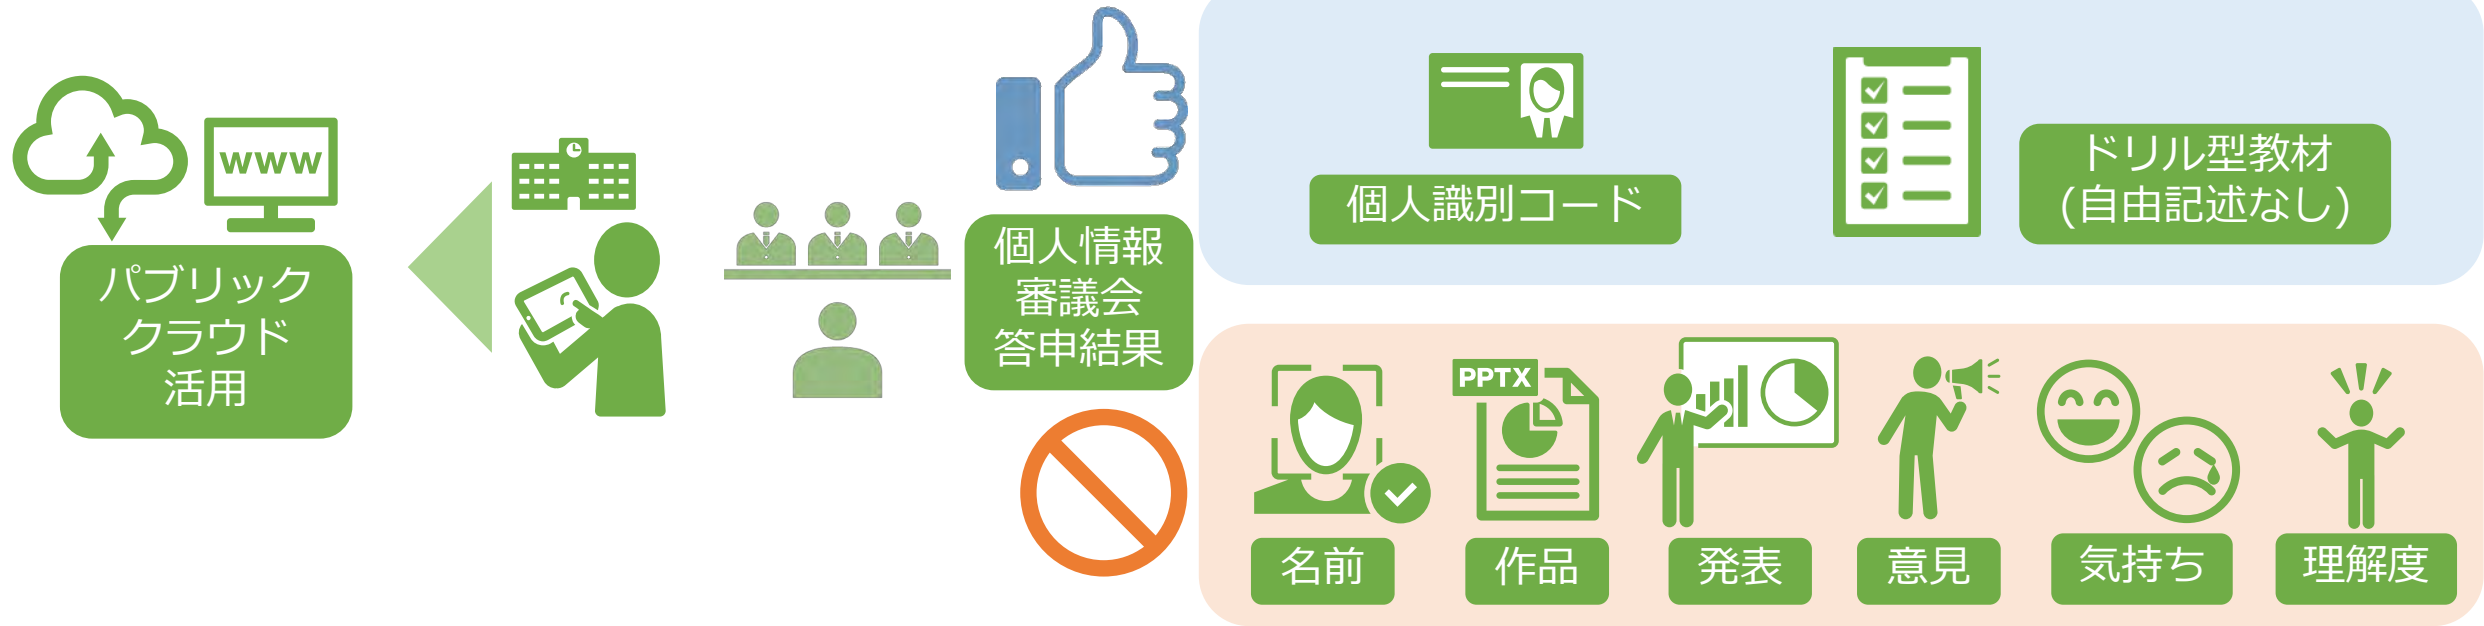 www
パブリック
クラウド
活用
個人情報
審議会
答申結果
個人識別コード
ドリル型教材
(自由記述なし)
PPTX
名前
作品
発表
意見
気持ち
理解度